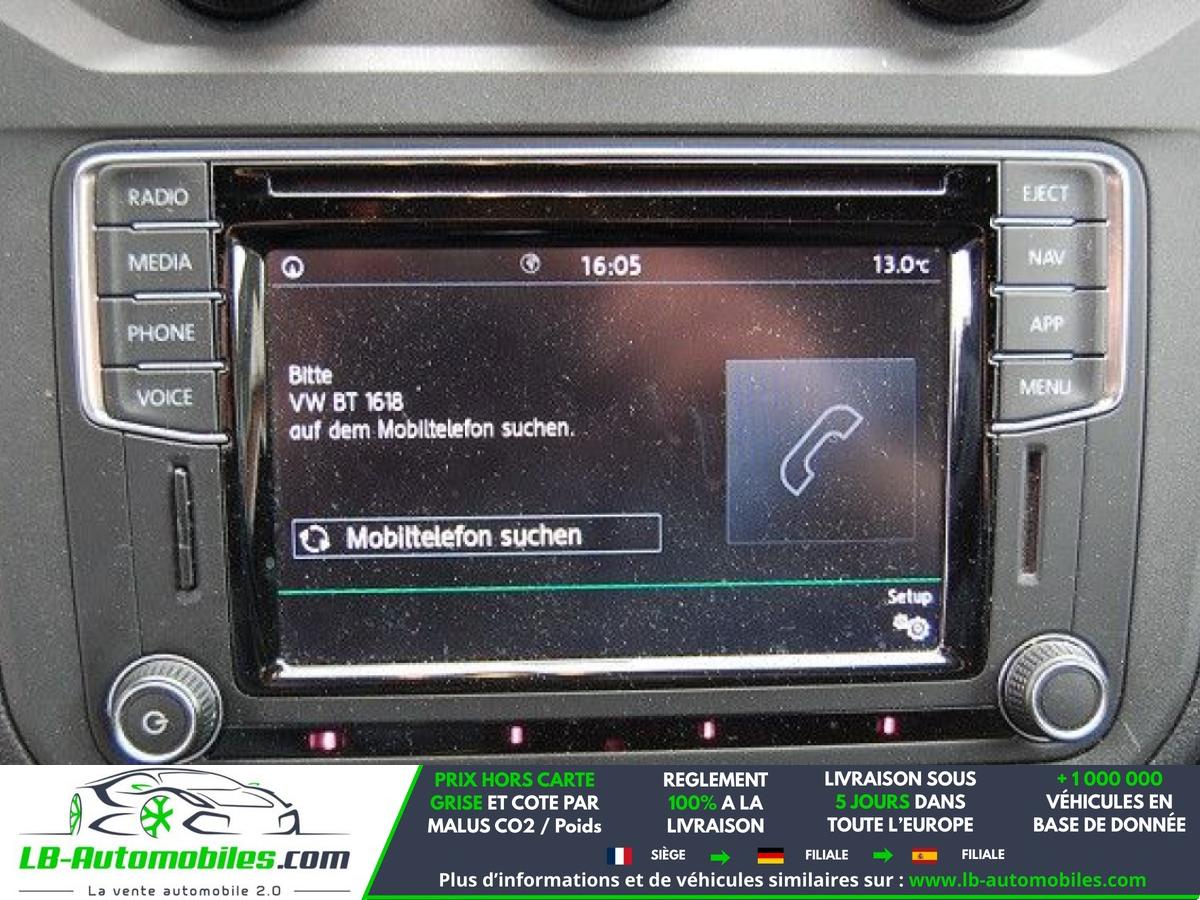 RADIO
MEDIA
PHONE
VOICE
EJECT
NAV
APP
MENU
16:05
13.0°C
Bitte
VW BT 1618
auf dem Mobiltelefon suchen.
Mobiltelefon suchen
Setup
LB-Automobiles.com
La vente automobile 2.0
PRIX HORS CARTE
GRISE ET COTE PAR
MALUS CO2 / Poids
REGLEMENT
100% A LA
LIVRAISON
LIVRAISON SOUS
5 JOURS DANS
TOUTE L'EUROPE
+ 1 000 000
VÉHICULES EN
BASE DE DONNÉE
SIÈGE
FILIALE
FILIALE
Plus d'informations et de véhicules similaires sur : www.lb-automobiles.com